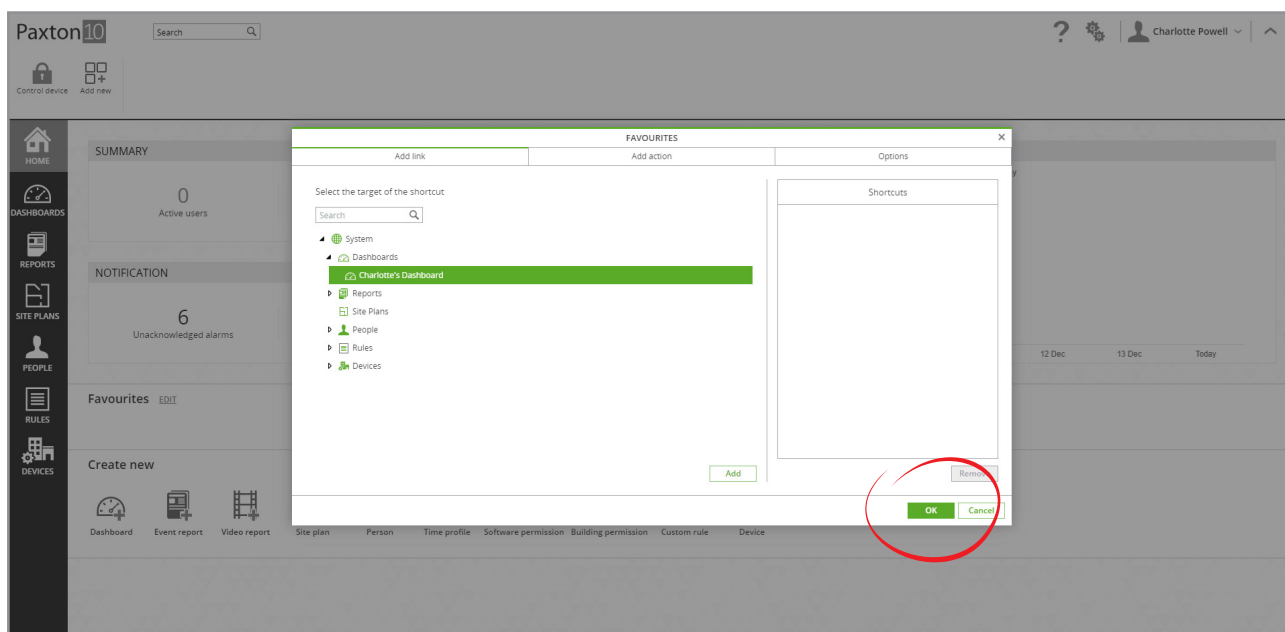 Paxton10
Search
Charlotte Powell
Control device
Add new
HOME
DASHBOARDS
REPORTS
SITE PLANS
PEOPLE
RULES
DEVICES
SUMMARY
0
Active users
NOTIFICATION
6
Unacknowledged alarms
12 Dec
13 Dec
Today
Favourites EDIT
Create new
Dashboard
Event report
Video report
Site plan
Person
Time profile
Software permission
Building permission
Custom rule
Device
FAVOURITES
Add link
Add action
Options
Select the target of the shortcut
Search
System
Dashboards
Charlotte's Dashboard
Reports
Site Plans
People
Rules
Devices
Add
Shortcuts
Remove
OK
Cancel